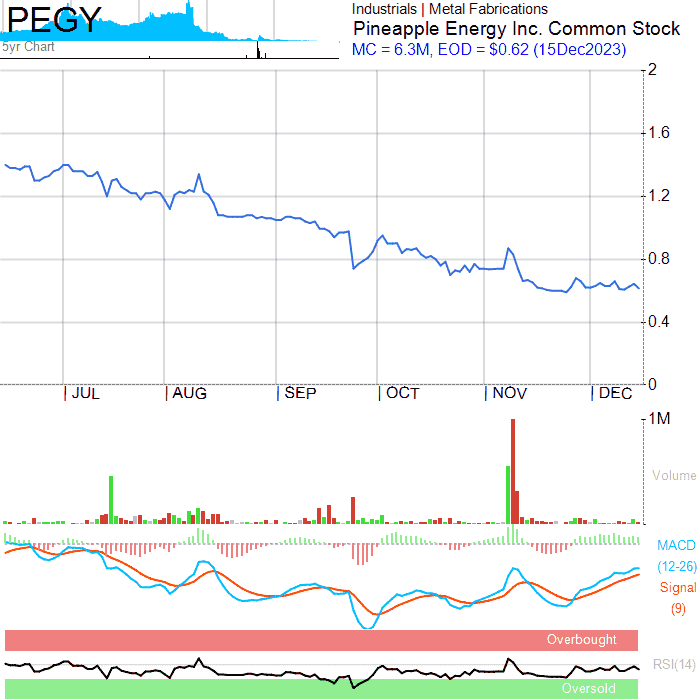 PEGY
5yr Chart
Industrials | Metal Fabrications
Pineapple Energy Inc. Common Stock
MC = 6.3M, EOD = $0.62 (15Dec2023)
2
1.6
1.2
0.8
0.4
0
JUL AUG SEP OCT NOV DEC
1M
Volume
MACD
(12-26)
Signal
(9)
Overbought
RSI(14)
Oversold